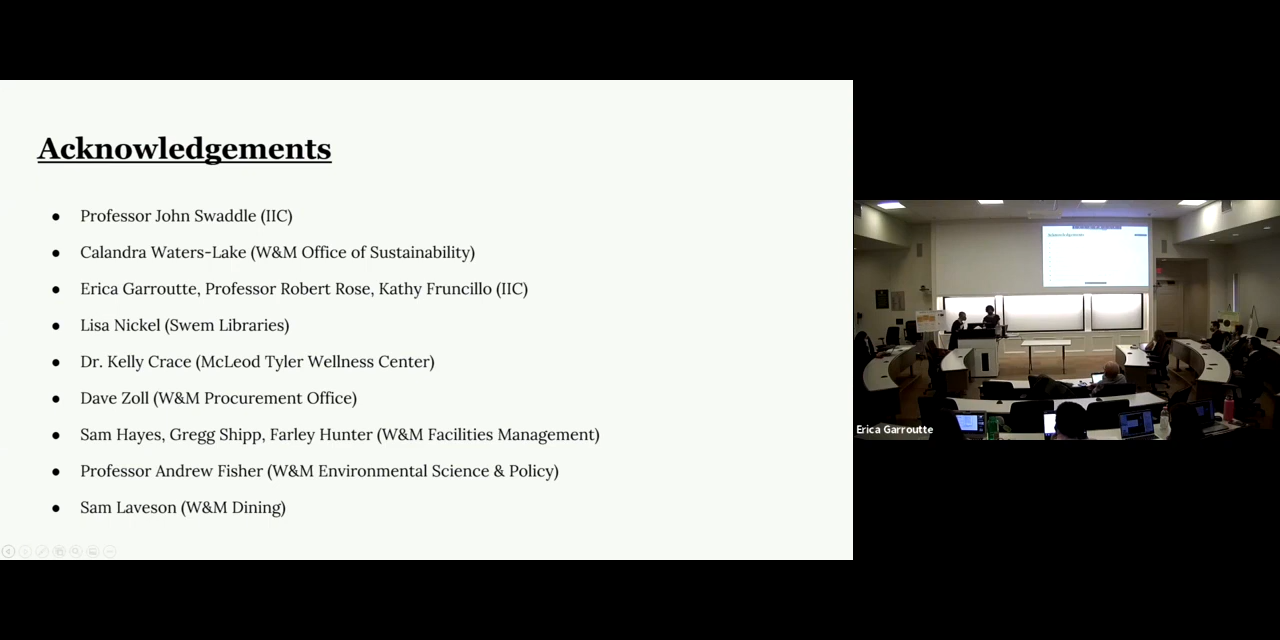 Acknowledgements
● Professor John Swaddle (IIC)
● Calandra Waters-Lake (W&M Office of Sustainability)
● Erica Garroutte, Professor Robert Rose, Kathy Fruncillo (IIC)
● Lisa Nickel (Swem Libraries)
● Dr. Kelly Crace (McLeod Tyler Wellness Center)
● Dave Zoll (W&M Procurement Office)
● Sam Hayes, Gregg Shipp, Farley Hunter (W&M Facilities Management)
● Professor Andrew Fisher (W&M Environmental Science & Policy)
● Sam Laveson (W&M Dining)
Erica Garroutte